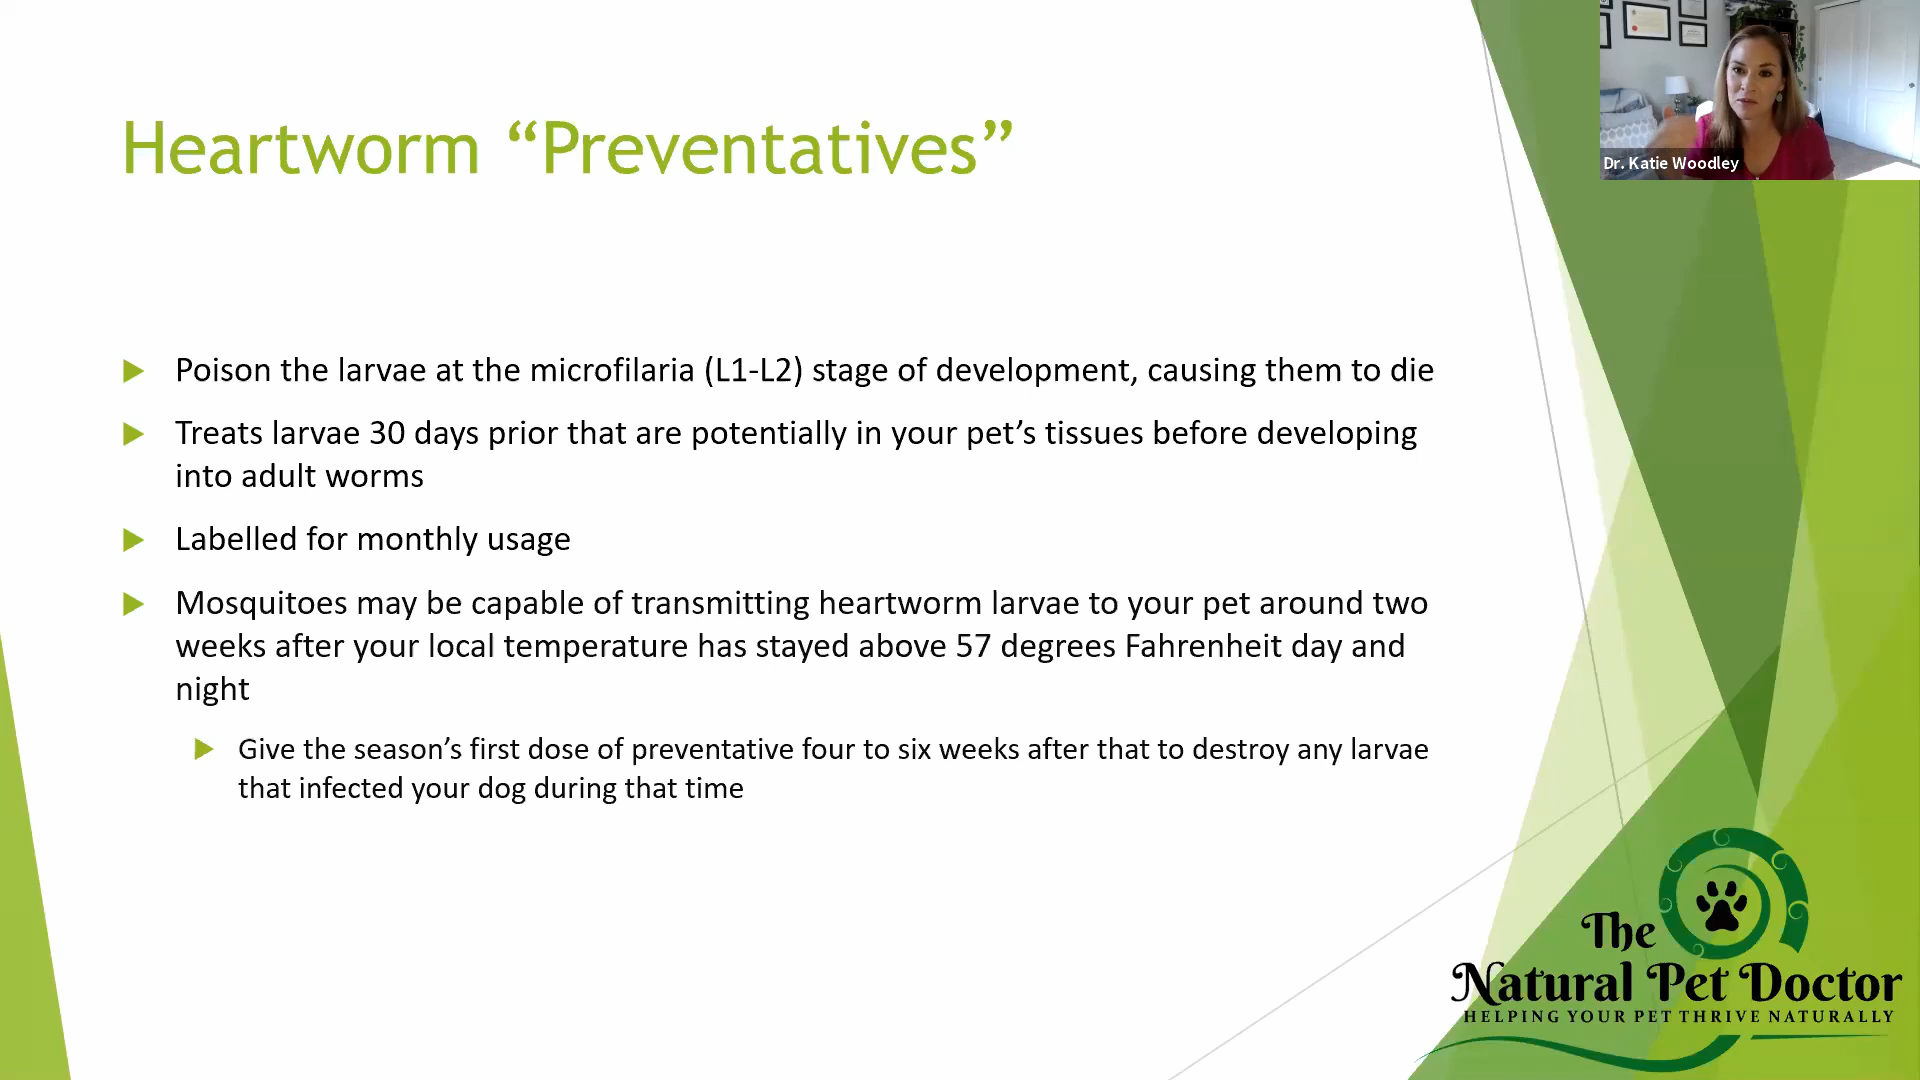 Heartworm “Preventatives”
Dr. Katie Woodley
Poison the larvae at the microfilaria (L1-L2) stage of development, causing them to die
Treats larvae 30 days prior that are potentially in your pet’s tissues before developing
into adult worms
Labelled for monthly usage
Mosquitoes may be capable of transmitting heartworm larvae to your pet around two
weeks after your local temperature has stayed above 57 degrees Fahrenheit day and
night
Give the season’s first dose of preventative four to six weeks after that to destroy any larvae
that infected your dog during that time
The
Natural Pet Doctor
HELPING YOUR PET THRIVE NATURALLY